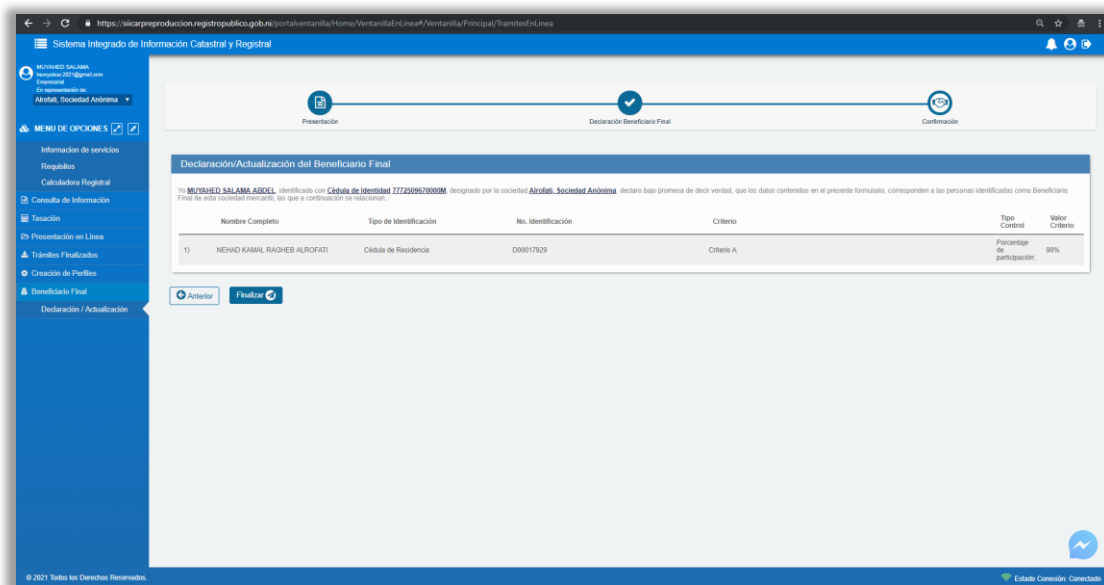 https://siicarpreproduccion.registropublico.gob.ni/portalventanilla/Home/VentanillaEnLinea#/Ventanilla/Principal/TramitesEnLinea
Sistema Integrado de Información Catastral y Registral
MUYAHED SALAMA
henrysiicar.2021@gmail.com
Empresarial
En representación de:
Alrofati, Sociedad Anónima
MENU DE OPCIONES
Informacion de servicios
Requisitos
Calculadora Registral
Consulta de Información
Tasación
Presentación en Línea
Trámites Finalizados
Creación de Perfiles
Beneficiario Final
Declaración / Actualización
Presentación
Declaración Beneficiario Final
Confirmación
Declaración/Actualización del Beneficiario Final
Yo MUYAHED SALAMA ABDEL, identificado con Cédula de Identidad 7772509670000M, designado por la sociedad Alrofati, Sociedad Anónima, declaro bajo promesa de decir verdad, que los datos contenidos en el presente formulario, corresponden a las personas identificadas como Beneficiario
Final de esta sociedad mercantil, las que a continuación se relacionan.
Nombre Completo Tipo de Identificación No. Identificación Criterio Tipo Control Valor Criterio
1) NEHAD KAMAL RAGHEB ALROFATI Cédula de Residencia D00017929 Criterio A Porcentaje de participación: 90%
Anterior Finalizar
© 2021 Todos los Derechos Reservados. Estado Conexión: Conectado